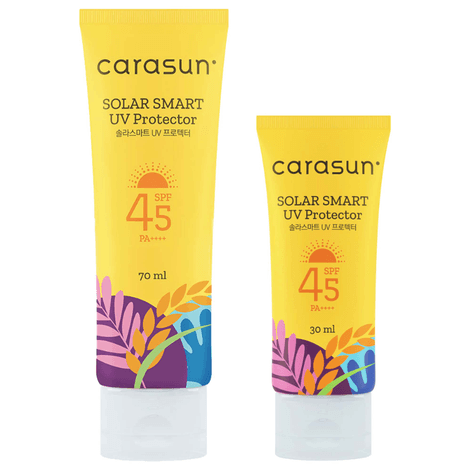 carasun®
SOLAR SMART
UV Protector
솔라스마트 UV 프로텍터
SPF
45
PA++++
70 ml
carasun®
SOLAR SMART
UV Protector
솔라스마트 UV 프로텍터
SPF
45
PA++++
30 ml